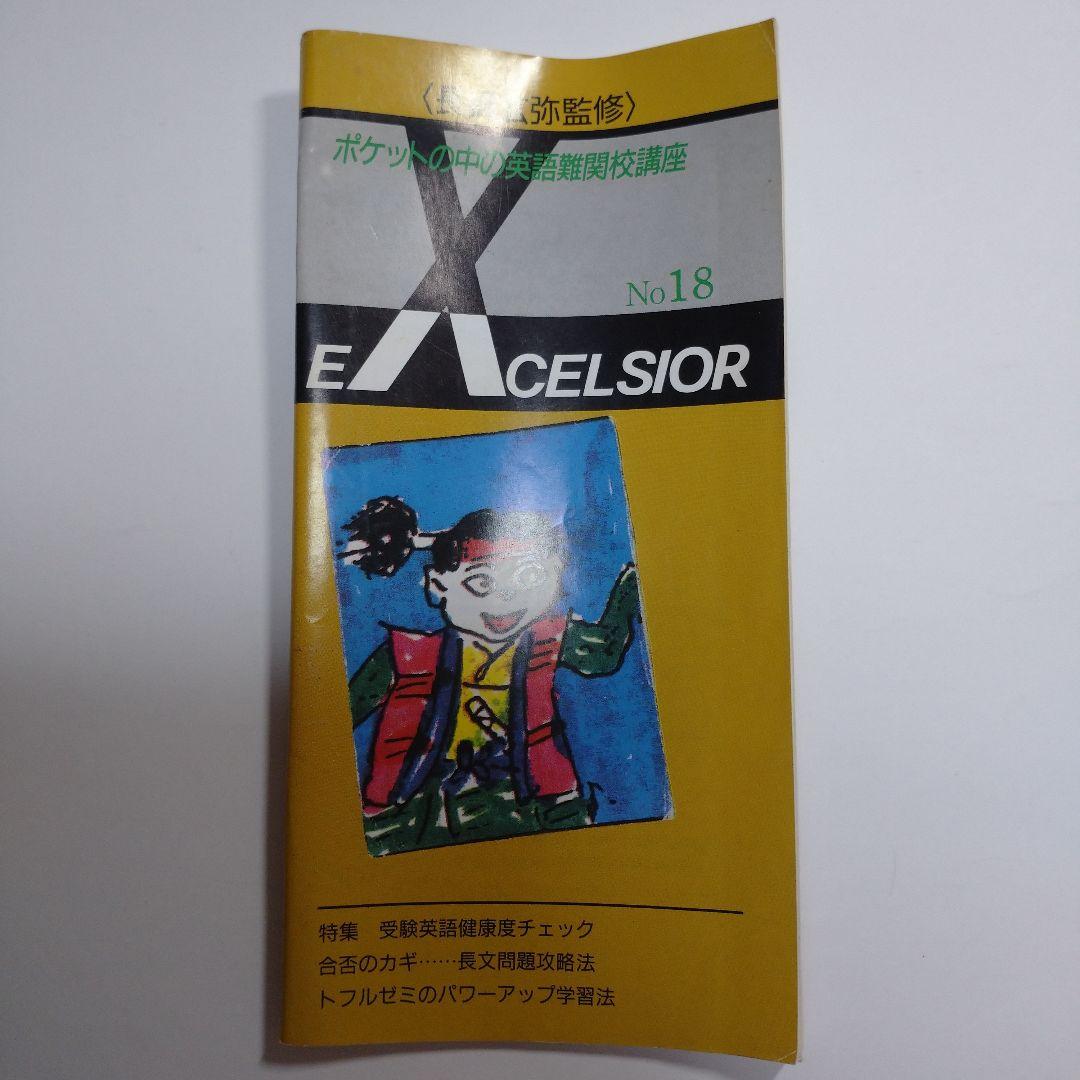 〈長 弥監修〉
ポケットの中の英語難関校講座
No18
EXCELSIOR
特集 受験英語健康度チェック
合否のカギ……長文問題攻略法
トフルゼミのパワーアップ学習法